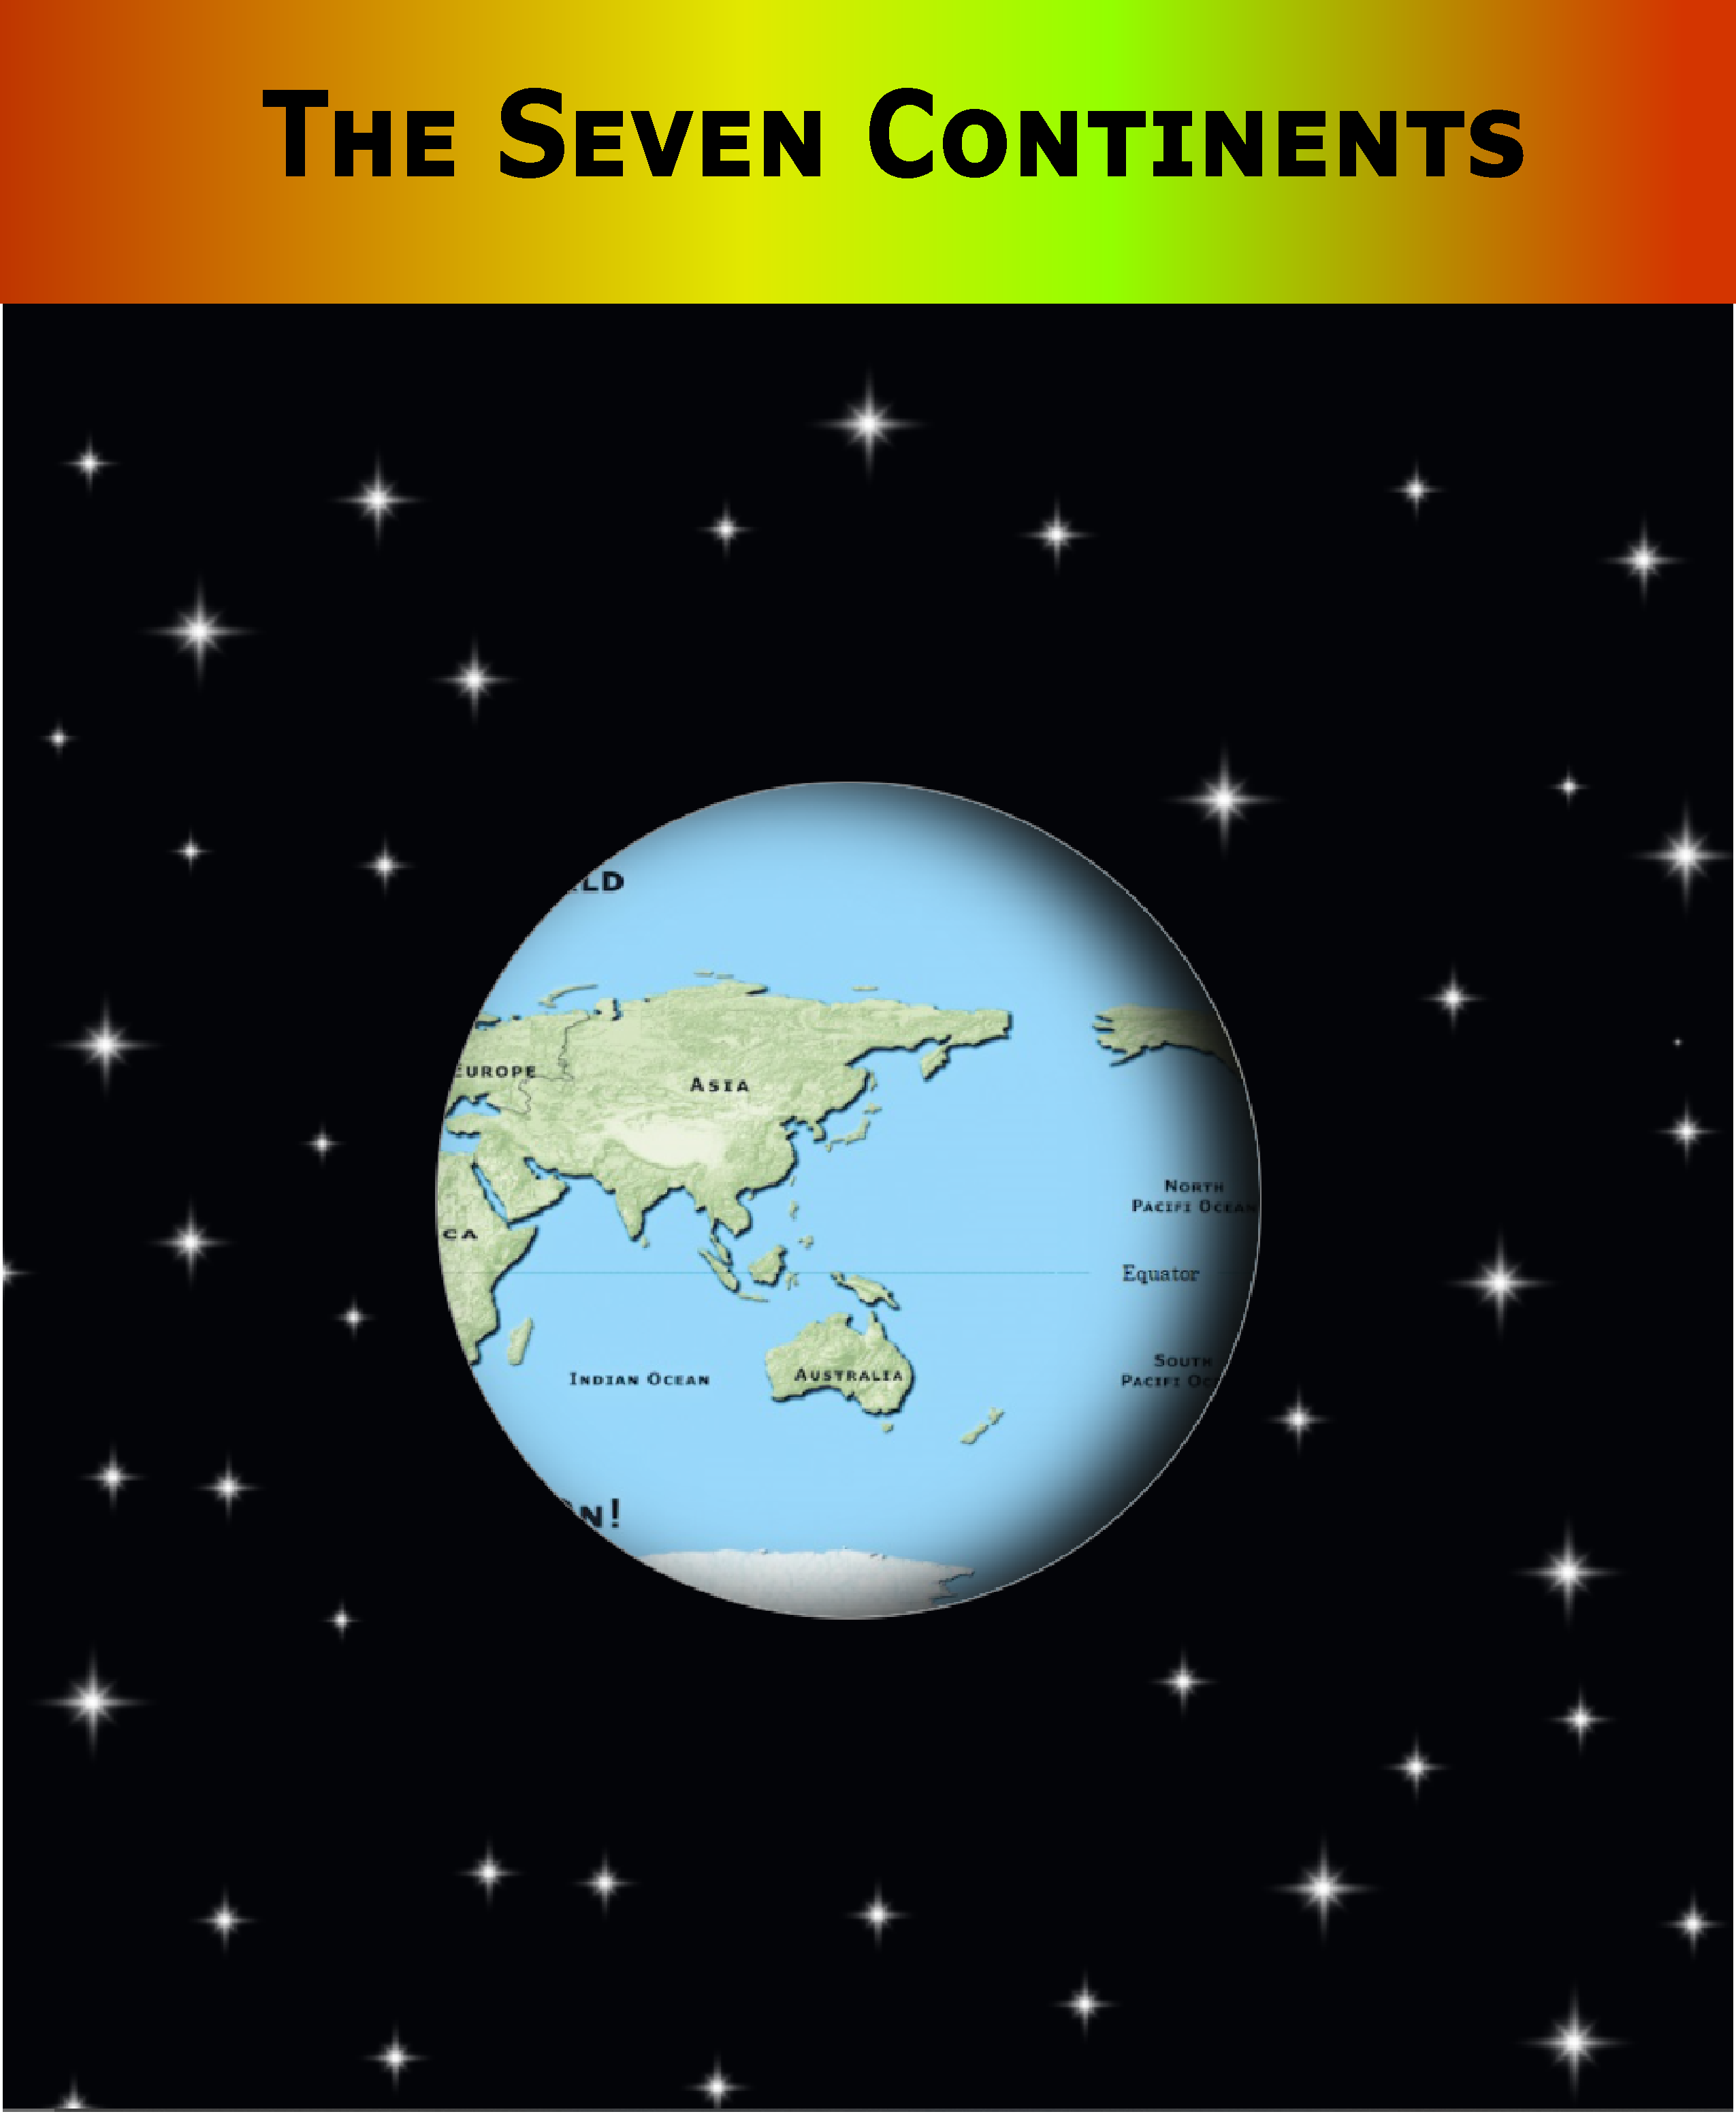 THE SEVEN CONTINENTS
LD
EUROPE
ASIA
NORTH
PACIFI OCEAN
CA
Equator
SOUTH
PACIFI OC
INDIAN OCEAN
AUSTRALIA
N!